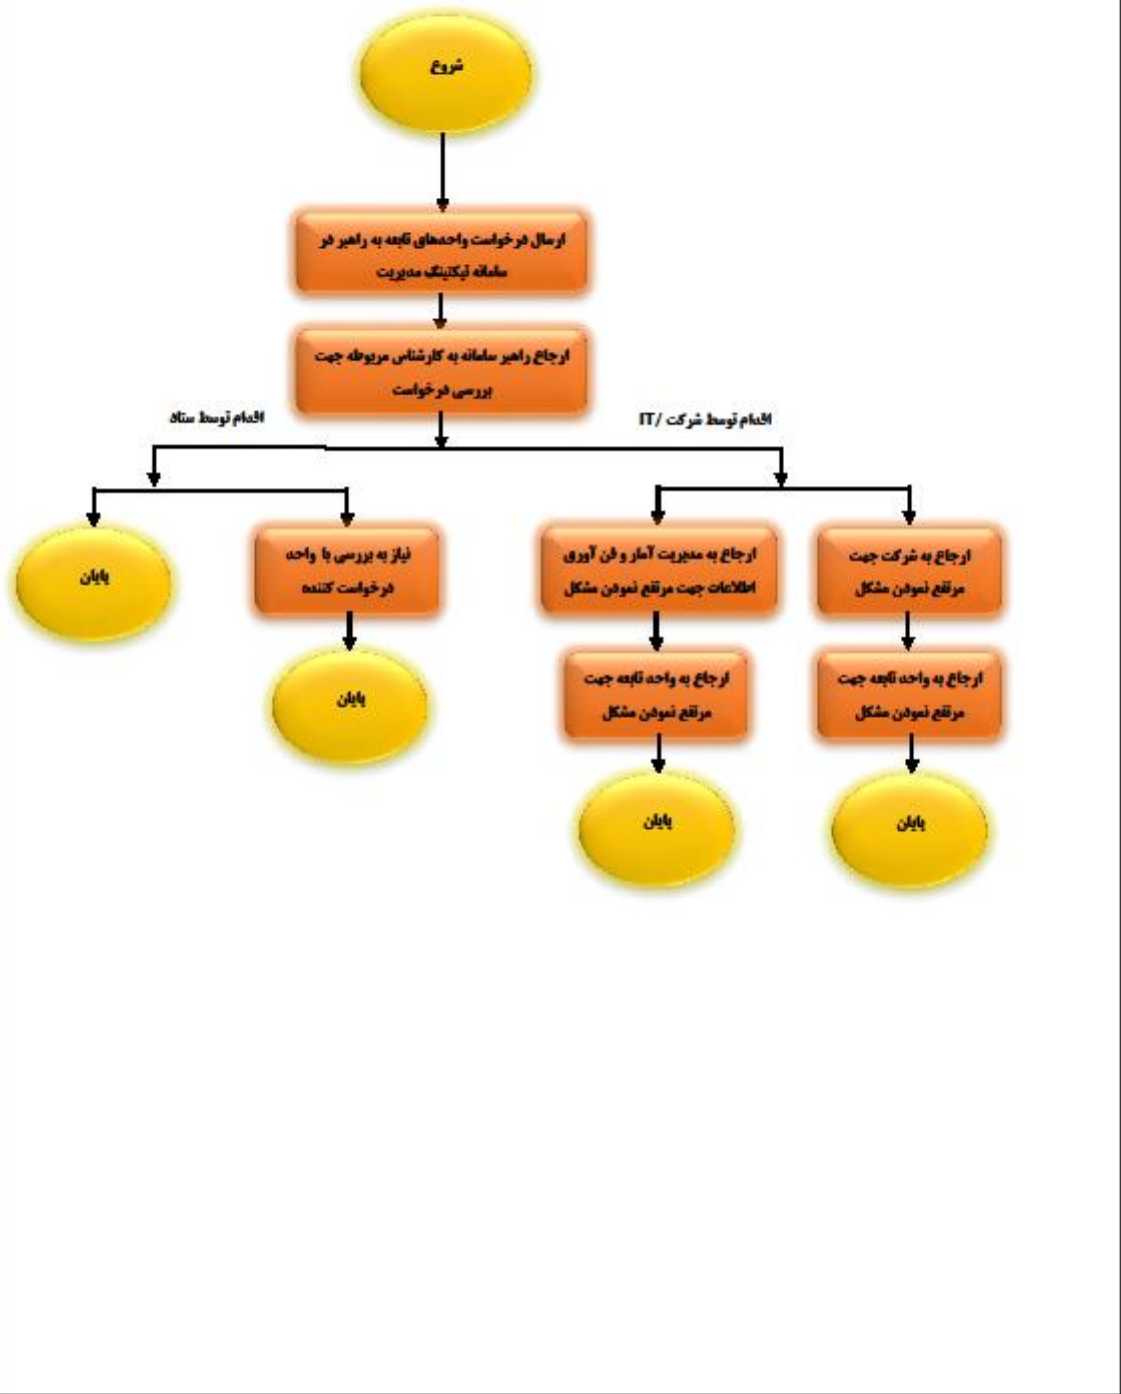 شروع
ارسال درخواست واحدهای تابعه به راهبر در
سامانه تیکتینگ مدیریت
ارجاع راهبر سامانه به کارشناس مربوطه جهت
بررسی درخواست
اقدام توسط شرکت /IT
اقدام توسط ستاد
ارجاع به شرکت جهت
مرتفع نمودن مشکل
ارجاع به مدیریت آمار و فن آوری
اطلاعات جهت مرتفع نمودن مشکل
نیاز به بررسی با واحد
درخواست کننده
پایان
ارجاع به واحد تابعه جهت
مرتفع نمودن مشکل
ارجاع به واحد تابعه جهت
مرتفع نمودن مشکل
پایان
پایان
پایان